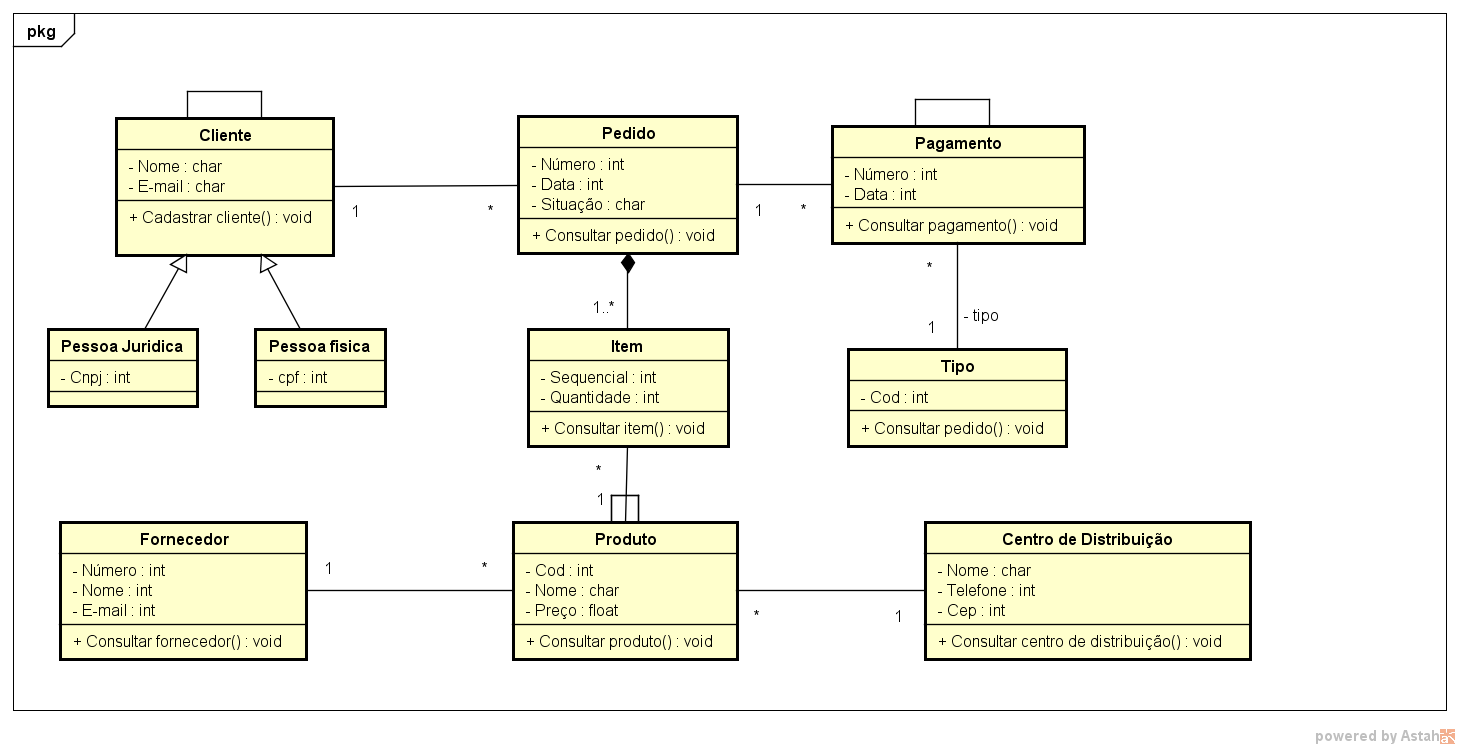 pkg
Cliente
- Nome : char
- E-mail : char
+ Cadastrar cliente() : void
1
*
Pedido
- Número : int
- Data : int
- Situação : char
+ Consultar pedido() : void
1
*
Pagamento
- Número : int
- Data : int
+ Consultar pagamento() : void
*
1
- tipo
1..*
Pessoa Juridica
- Cnpj : int
Pessoa fisica
- cpf : int
Item
- Sequencial : int
- Quantidade : int
+ Consultar item() : void
Tipo
- Cod : int
+ Consultar pedido() : void
*
1
Fornecedor
- Número : int
- Nome : int
- E-mail : int
+ Consultar fornecedor() : void
1
*
Produto
- Cod : int
- Nome : char
- Preço : float
+ Consultar produto() : void
*
1
Centro de Distribuição
- Nome : char
- Telefone : int
- Cep : int
+ Consultar centro de distribuição() : void
powered by Astah